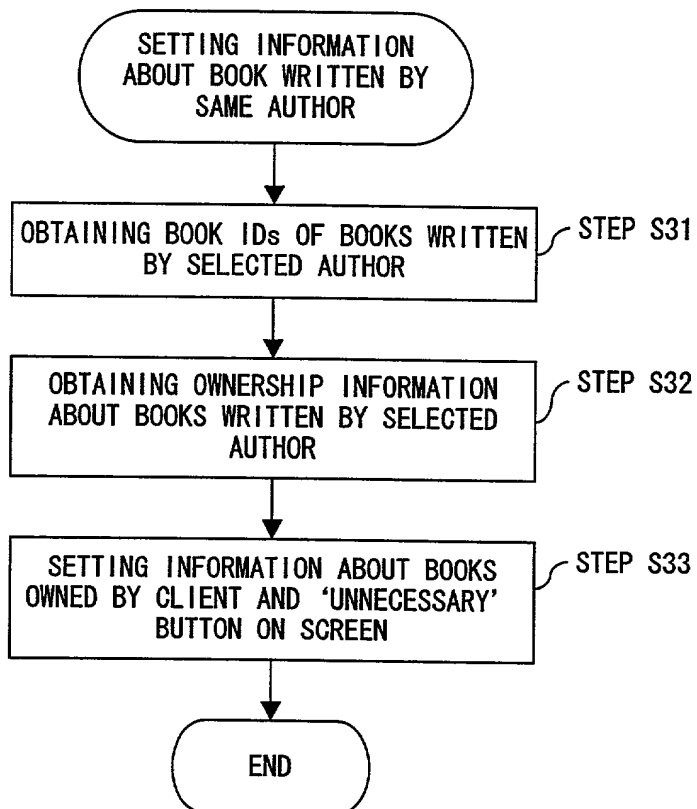 SETTING INFORMATION
ABOUT BOOK WRITTEN BY
SAME AUTHOR
OBTAINING BOOK IDs OF BOOKS WRITTEN
BY SELECTED AUTHOR
STEP S31
OBTAINING OWNERSHIP INFORMATION
ABOUT BOOKS WRITTEN BY SELECTED
AUTHOR
STEP S32
SETTING INFORMATION ABOUT BOOKS
OWNED BY CLIENT AND ‘UNNECESSARY’
BUTTON ON SCREEN
STEP S33
END